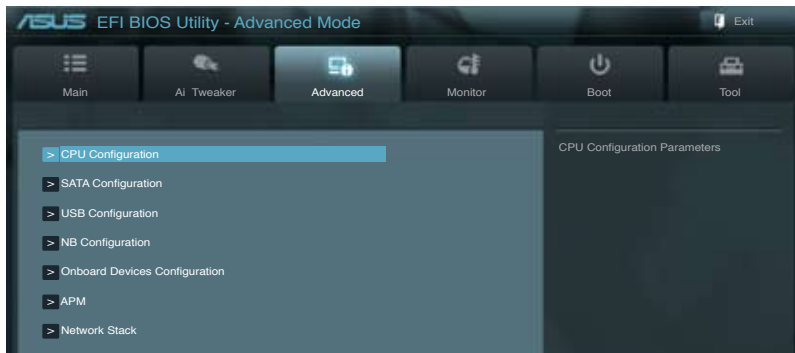 ASUS EFI BIOS Utility - Advanced Mode
Exit
Main
Ai Tweaker
Advanced
Monitor
Boot
Tool
> CPU Configuration
CPU Configuration Parameters
> SATA Configuration
> USB Configuration
> NB Configuration
> Onboard Devices Configuration
> APM
> Network Stack